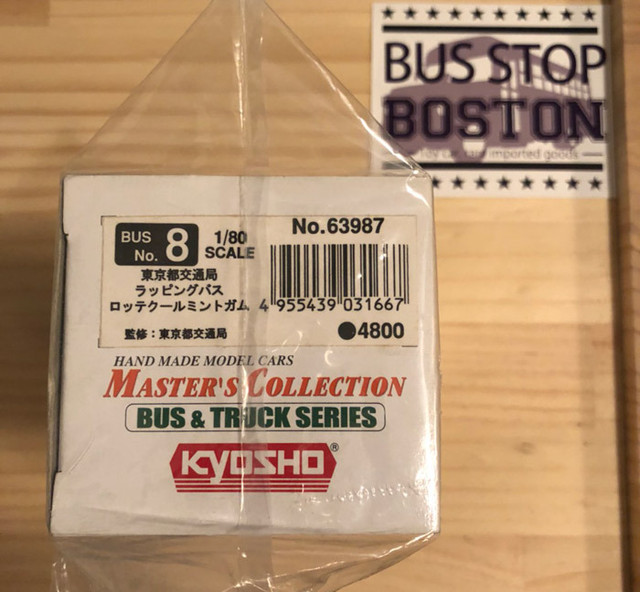 BUS STOP
BOSTON
imported goods
BUS No. 8
1/80 SCALE
No.63987
東京都交通局
ラッピングバス
ロッテクールミントガム
4 955439 031667
監修：東京都交通局
●4800
HAND MADE MODEL CARS
MASTER'S COLLECTION
BUS & TRUCK SERIES
KYOSHO®